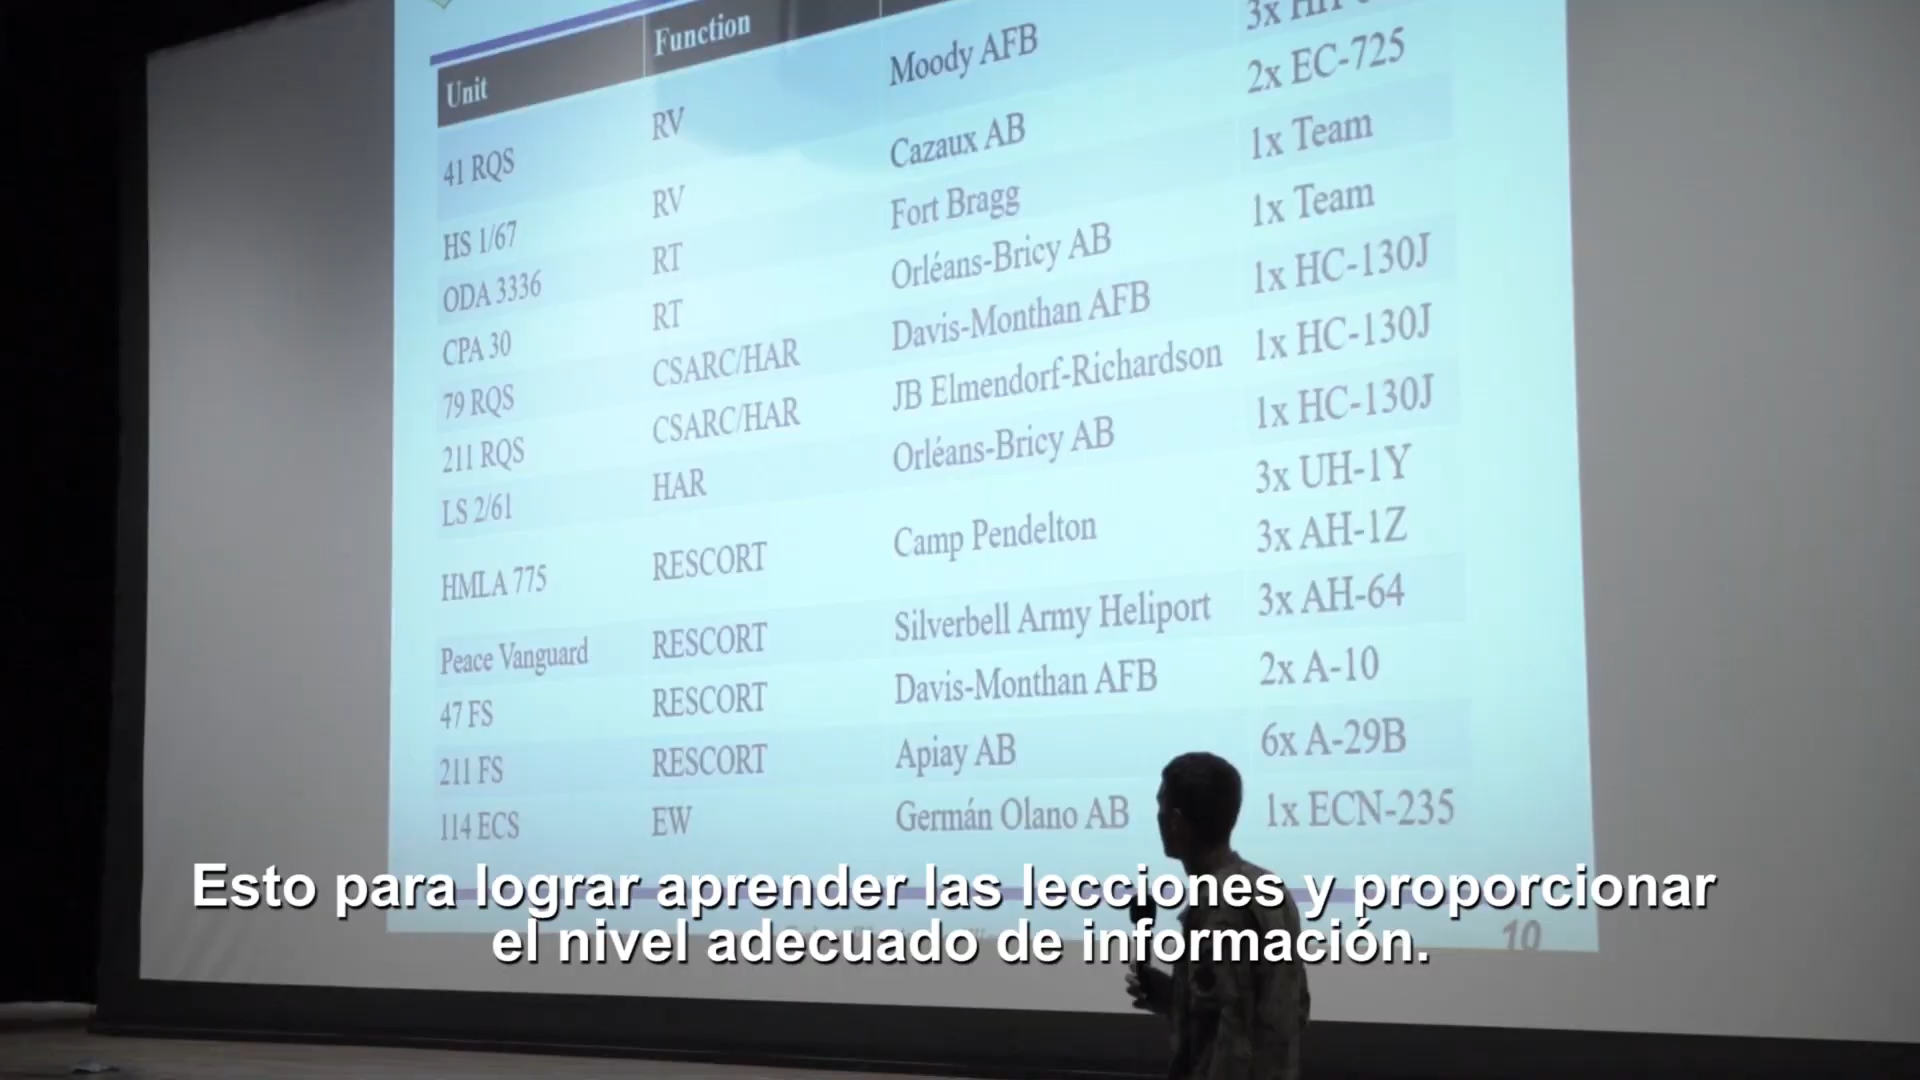 Unit Function
41 RQS RV Moody AFB 3x
HS 1/67 RV Cazaux AB 2x EC-725
ODA 3336 RT Fort Bragg 1x Team
CPA 30 RT Orléans-Bricy AB 1x Team
79 RQS CSARC/HAR Davis-Monthan AFB 1x HC-130J
211 RQS CSARC/HAR JB Elmendorf-Richardson 1x HC-130J
LS 2/61 HAR Orléans-Bricy AB 1x HC-130J
HMLA 775 RESCORT Camp Pendelton 3x UH-1Y
3x AH-1Z
Peace Vanguard RESCORT Silverbell Army Heliport 3x AH-64
47 FS RESCORT Davis-Monthan AFB 2x A-10
211 FS RESCORT Apiay AB 6x A-29B
114 ECS EW Germán Olano AB 1x ECN-235
10
Esto para lograr aprender las lecciones y proporcionar
el nivel adecuado de información.